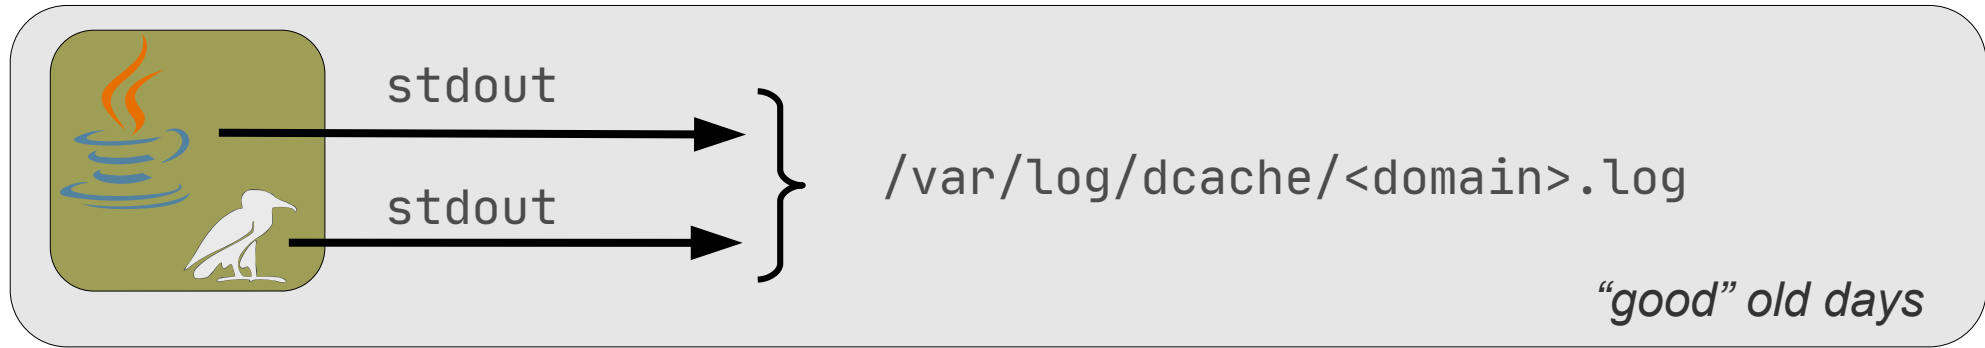 stdout
stdout
/var/log/dcache/<domain>.log
“good” old days